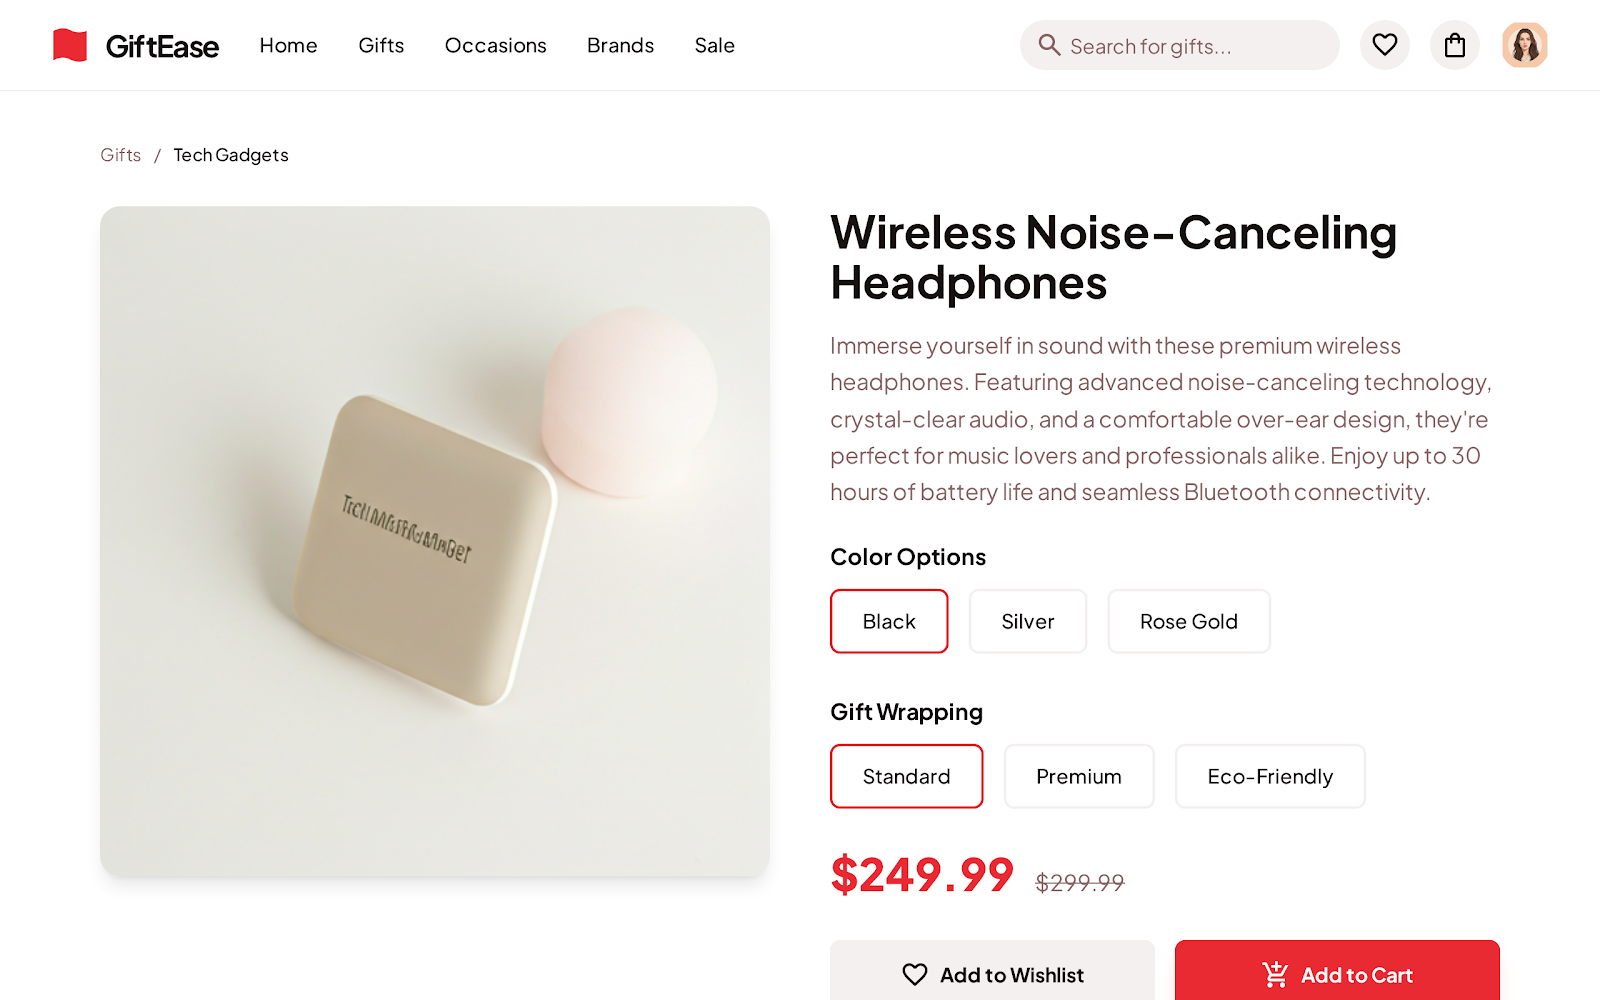 GiftEase
Home
Gifts
Occasions
Brands
Sale
Search for gifts...
Gifts / Tech Gadgets
Wireless Noise-Canceling
Headphones
Immerse yourself in sound with these premium wireless
headphones. Featuring advanced noise-canceling technology,
crystal-clear audio, and a comfortable over-ear design, they're
perfect for music lovers and professionals alike. Enjoy up to 30
hours of battery life and seamless Bluetooth connectivity.
Color Options
Black
Silver
Rose Gold
Gift Wrapping
Standard
Premium
Eco-Friendly
$249.99 $299.99
Add to Wishlist
Add to Cart